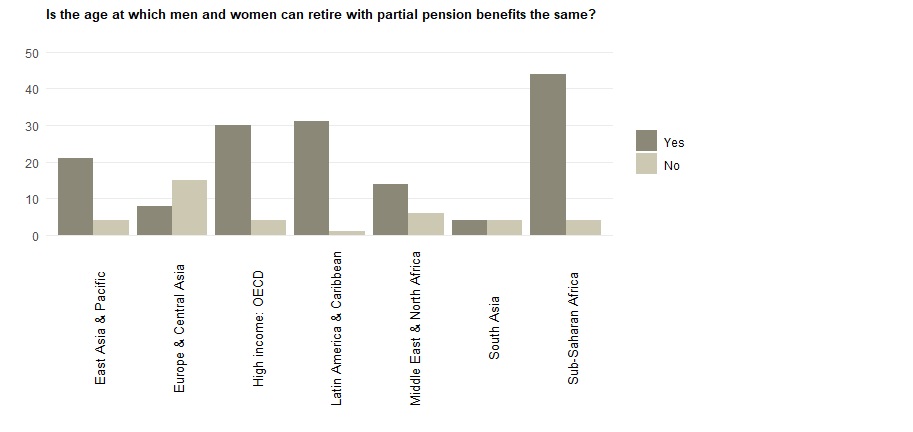 Is the age at which men and women can retire with partial pension benefits the same?
50
40
30
20
10
0
Yes
No
East Asia & Pacific
Europe & Central Asia
High income: OECD
Latin America & Caribbean
Middle East & North Africa
South Asia
Sub-Saharan Africa